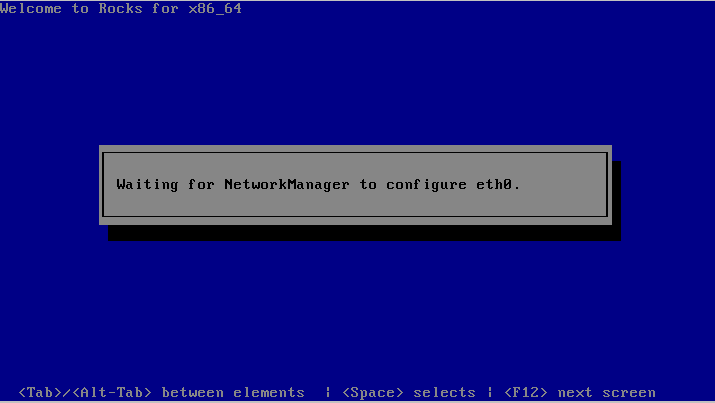 Welcome to Rocks for x86_64
Waiting for NetworkManager to configure eth0.
<Tab>/<Alt-Tab> between elements | <Space> selects | <F12> next screen